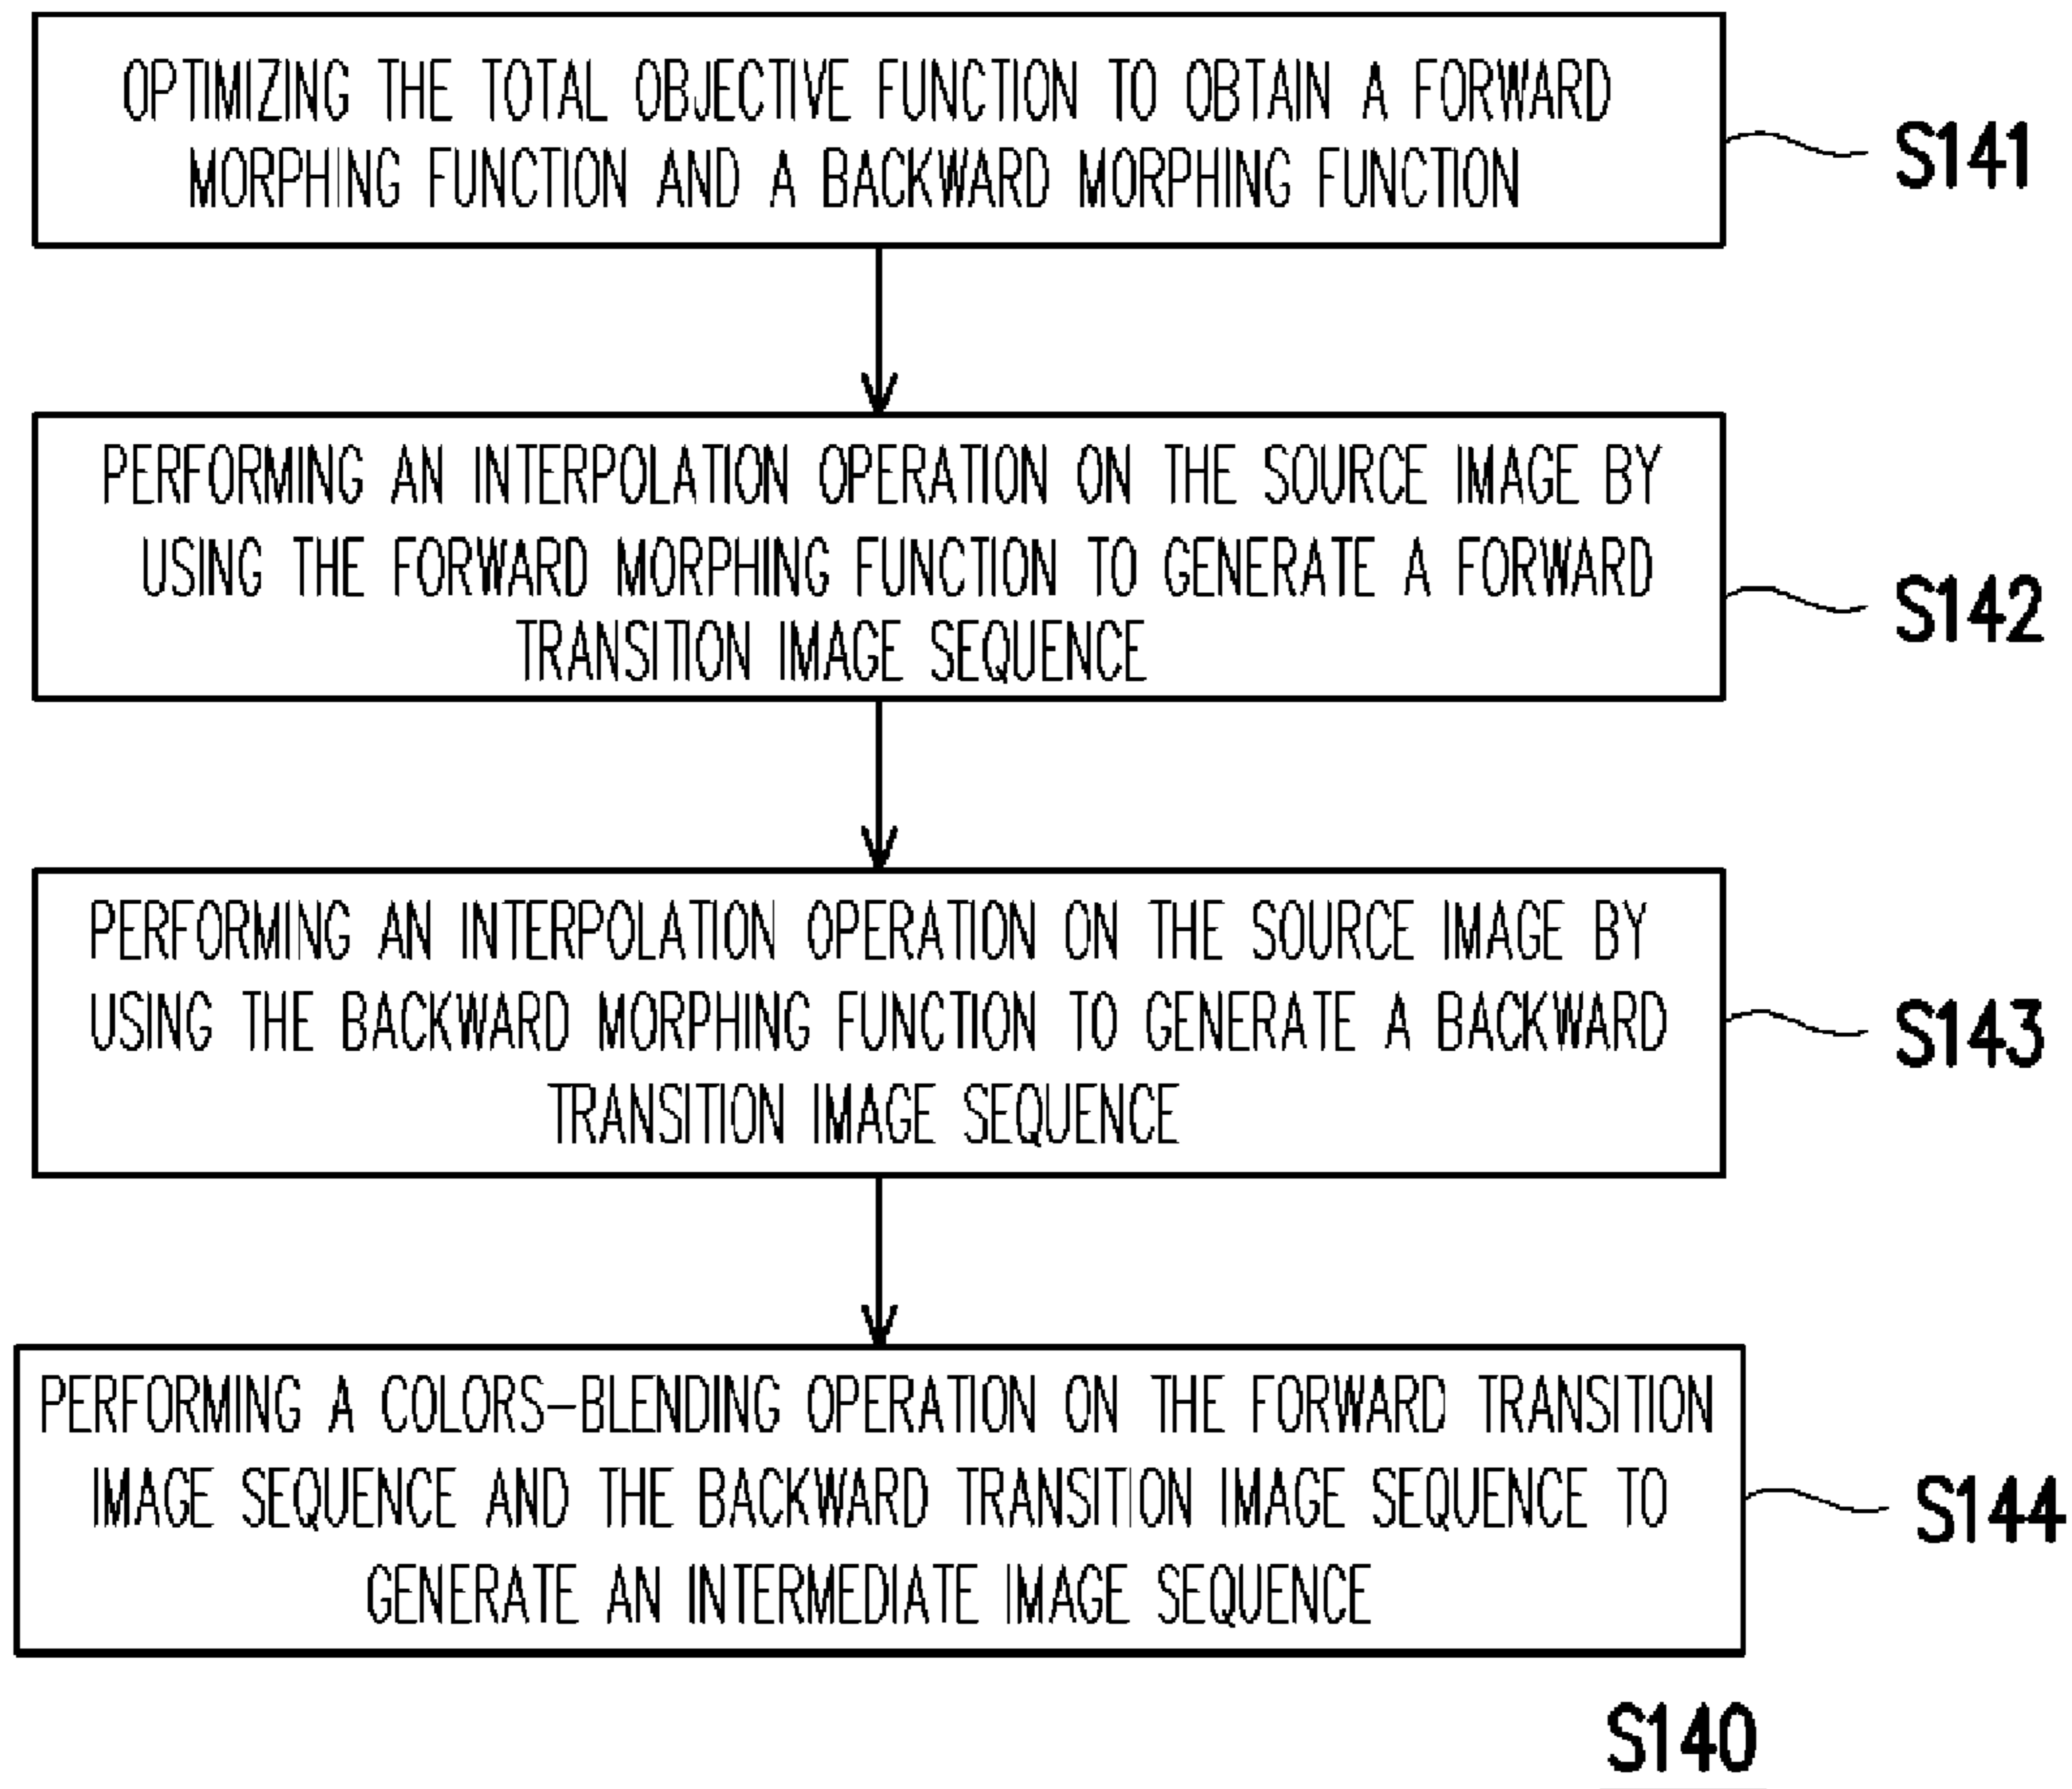 OPTIMIZING THE TOTAL OBJECTIVE FUNCTION TO OBTAIN A FORWARD
MORPHING FUNCTION AND A BACKWARD MORPHING FUNCTION
S141
PERFORMING AN INTERPOLATION OPERATION ON THE SOURCE IMAGE BY
USING THE FORWARD MORPHING FUNCTION TO GENERATE A FORWARD
TRANSITION IMAGE SEQUENCE
S142
PERFORMING AN INTERPOLATION OPERATION ON THE SOURCE IMAGE BY
USING THE BACKWARD MORPHING FUNCTION TO GENERATE A BACKWARD
TRANSITION IMAGE SEQUENCE
S143
PERFORMING A COLORS-BLENDING OPERATION ON THE FORWARD TRANSITION
IMAGE SEQUENCE AND THE BACKWARD TRANSITION IMAGE SEQUENCE TO
GENERATE AN INTERMEDIATE IMAGE SEQUENCE
S144
S140